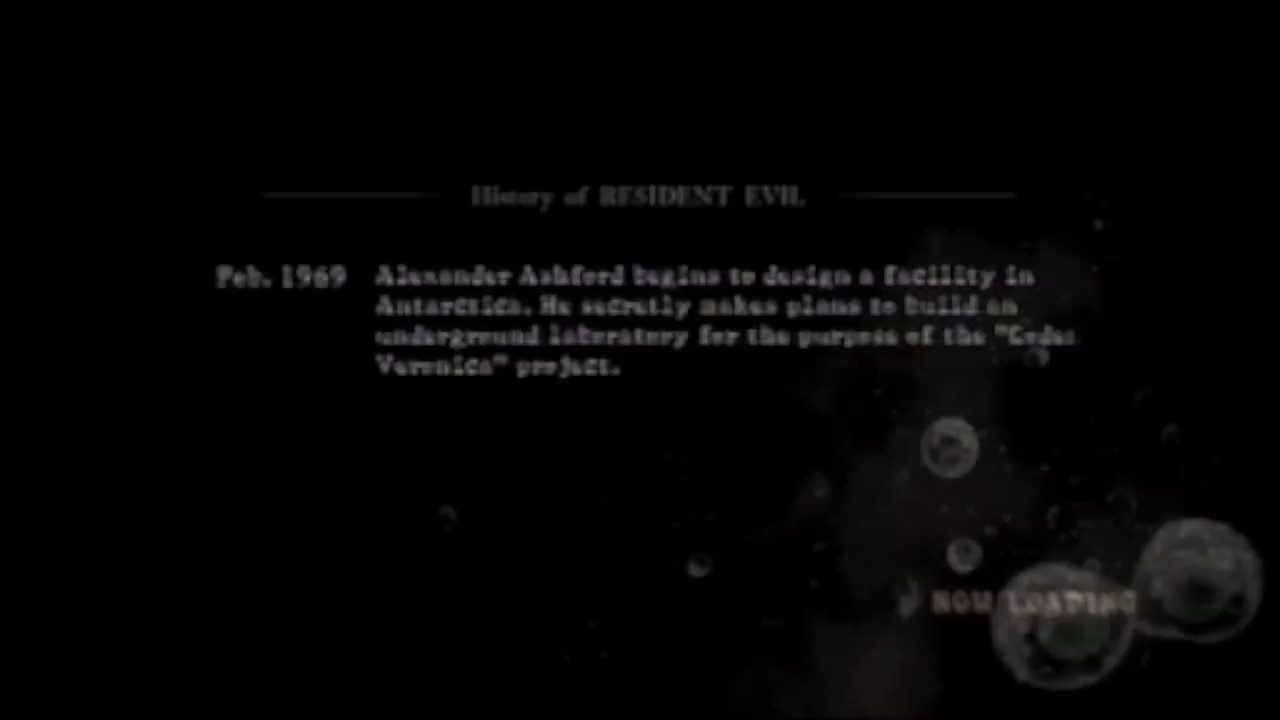 History of RESIDENT EVIL
Feb. 1969 Alexander Ashford begins to design a facility in
Antarctica. He secretly makes plans to build an
underground laboratory for the purpose of the "Codes
Veronica" project.
NOW LOADING